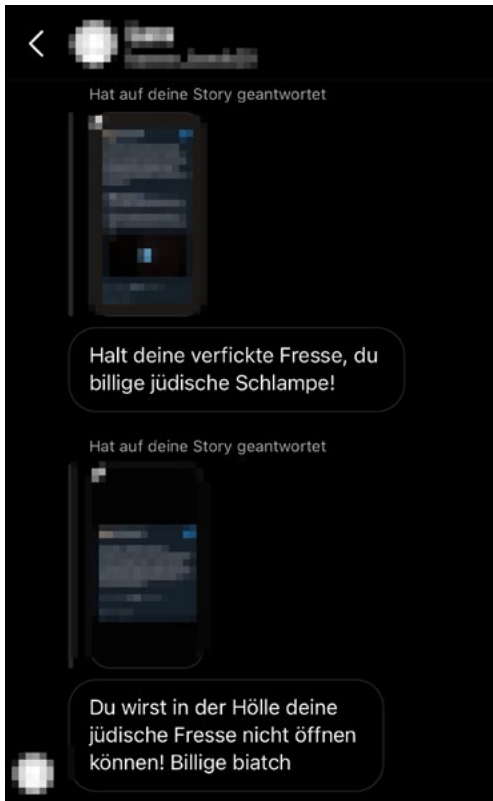 Hat auf deine Story geantwortet
Halt deine verfickte Fresse, du
billige jüdische Schlampe!
Hat auf deine Story geantwortet
Du wirst in der Hölle deine
jüdische Fresse nicht öffnen
können! Billige biatch